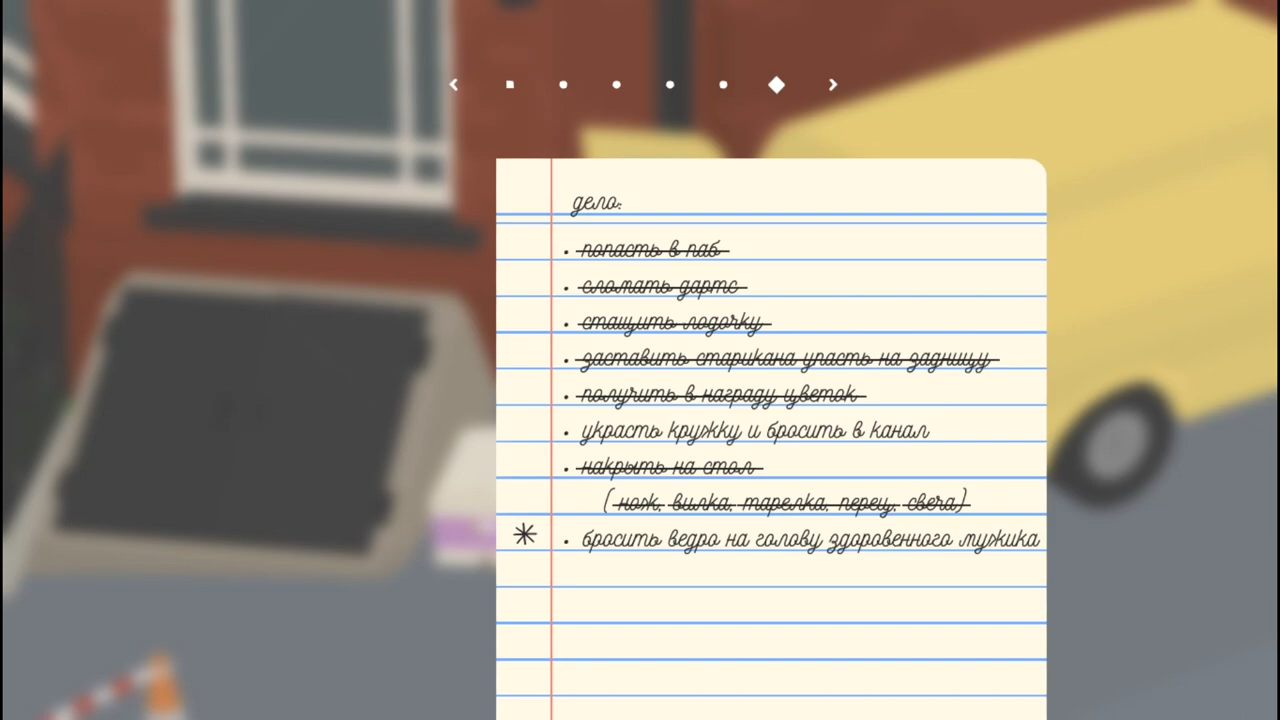 дело:
• попасть в паб
• сломать дартс
• стащить лодочку
• заставить старикана упасть на задницу
• получить в награду цветок
• украсть кружку и бросить в канал
• накрыть на стол
(нож, вилка, тарелка, перец, свеча)
• бросить ведро на голову здоровенного мужика